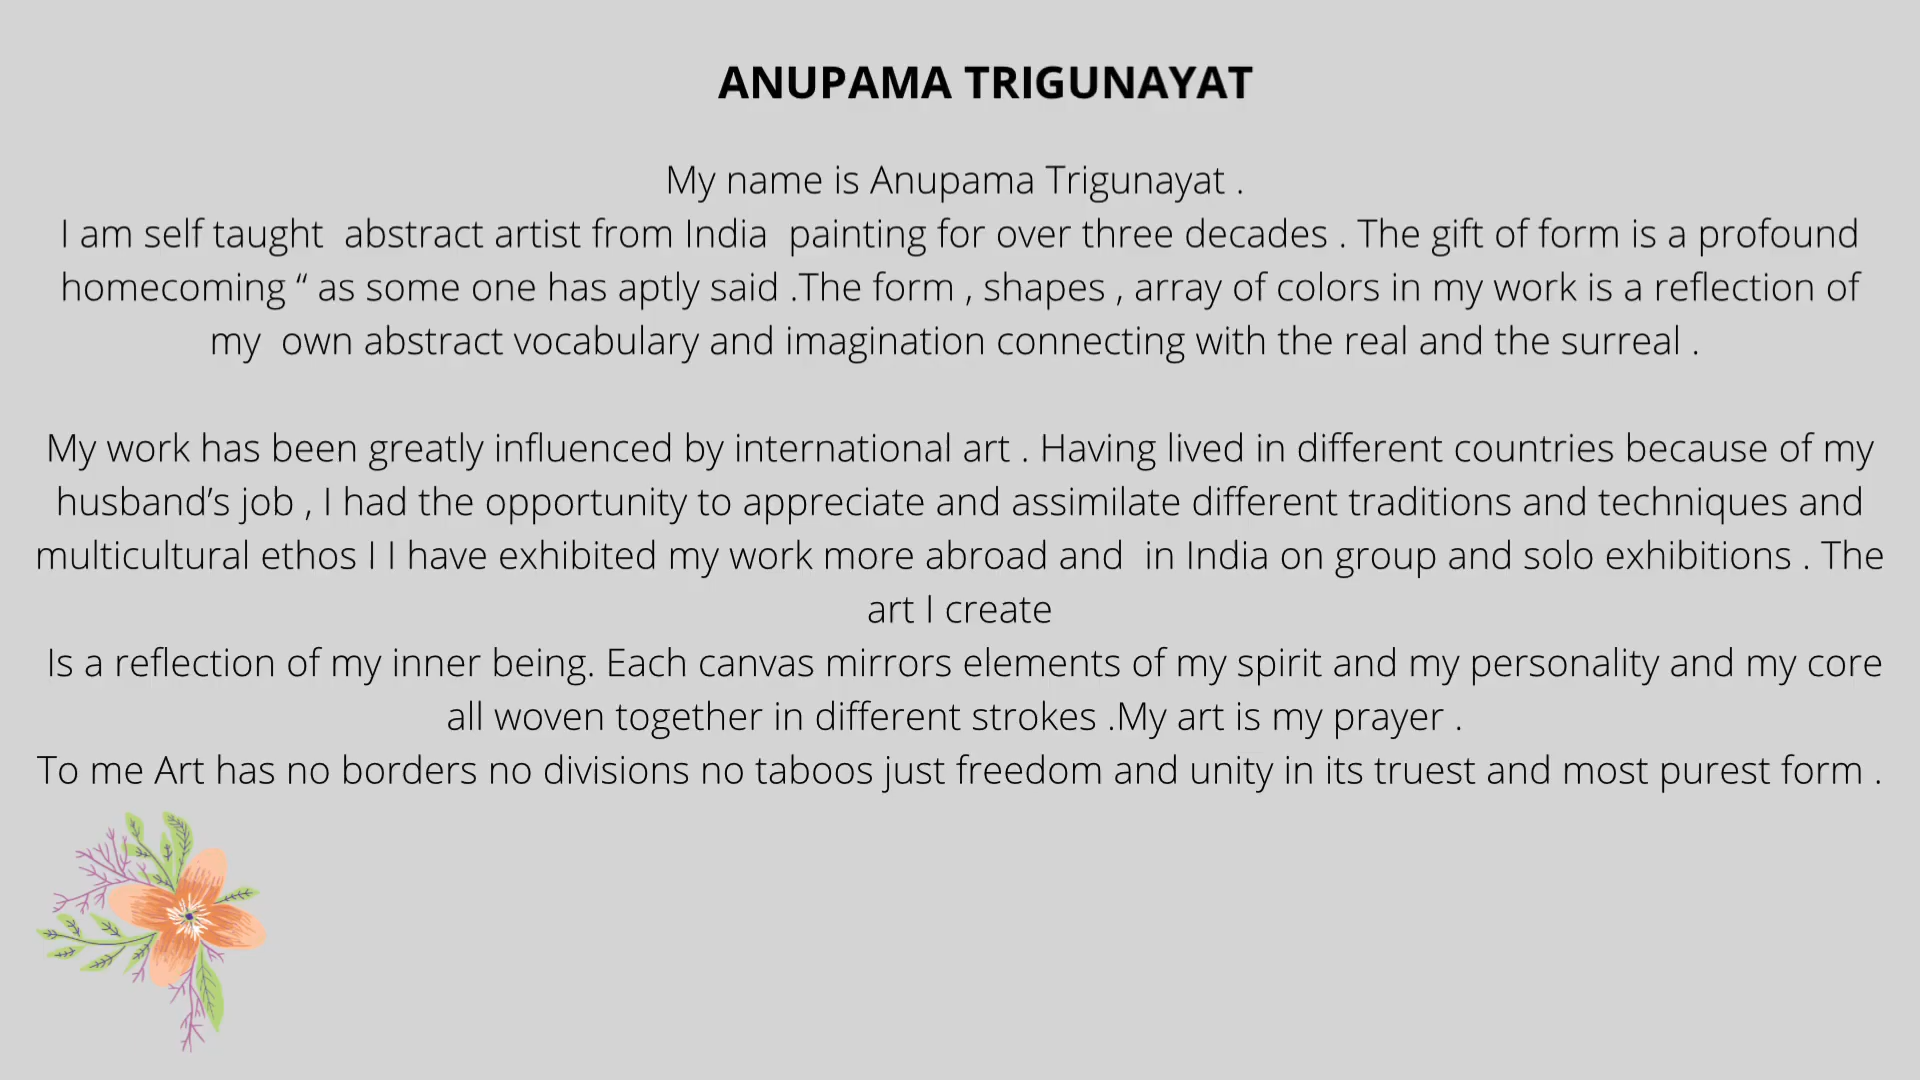 ANUPAMA TRIGUNAYAT
My name is Anupama Trigunayat .
I am self taught  abstract artist from India  painting for over three decades . The gift of form is a profound
homecoming “ as some one has aptly said .The form , shapes , array of colors in my work is a reflection of
my  own abstract vocabulary and imagination connecting with the real and the surreal .
My work has been greatly influenced by international art . Having lived in different countries because of my
husband’s job , I had the opportunity to appreciate and assimilate different traditions and techniques and
multicultural ethos I I have exhibited my work more abroad and  in India on group and solo exhibitions . The
art I create
Is a reflection of my inner being. Each canvas mirrors elements of my spirit and my personality and my core
all woven together in different strokes .My art is my prayer .
To me Art has no borders no divisions no taboos just freedom and unity in its truest and most purest form .